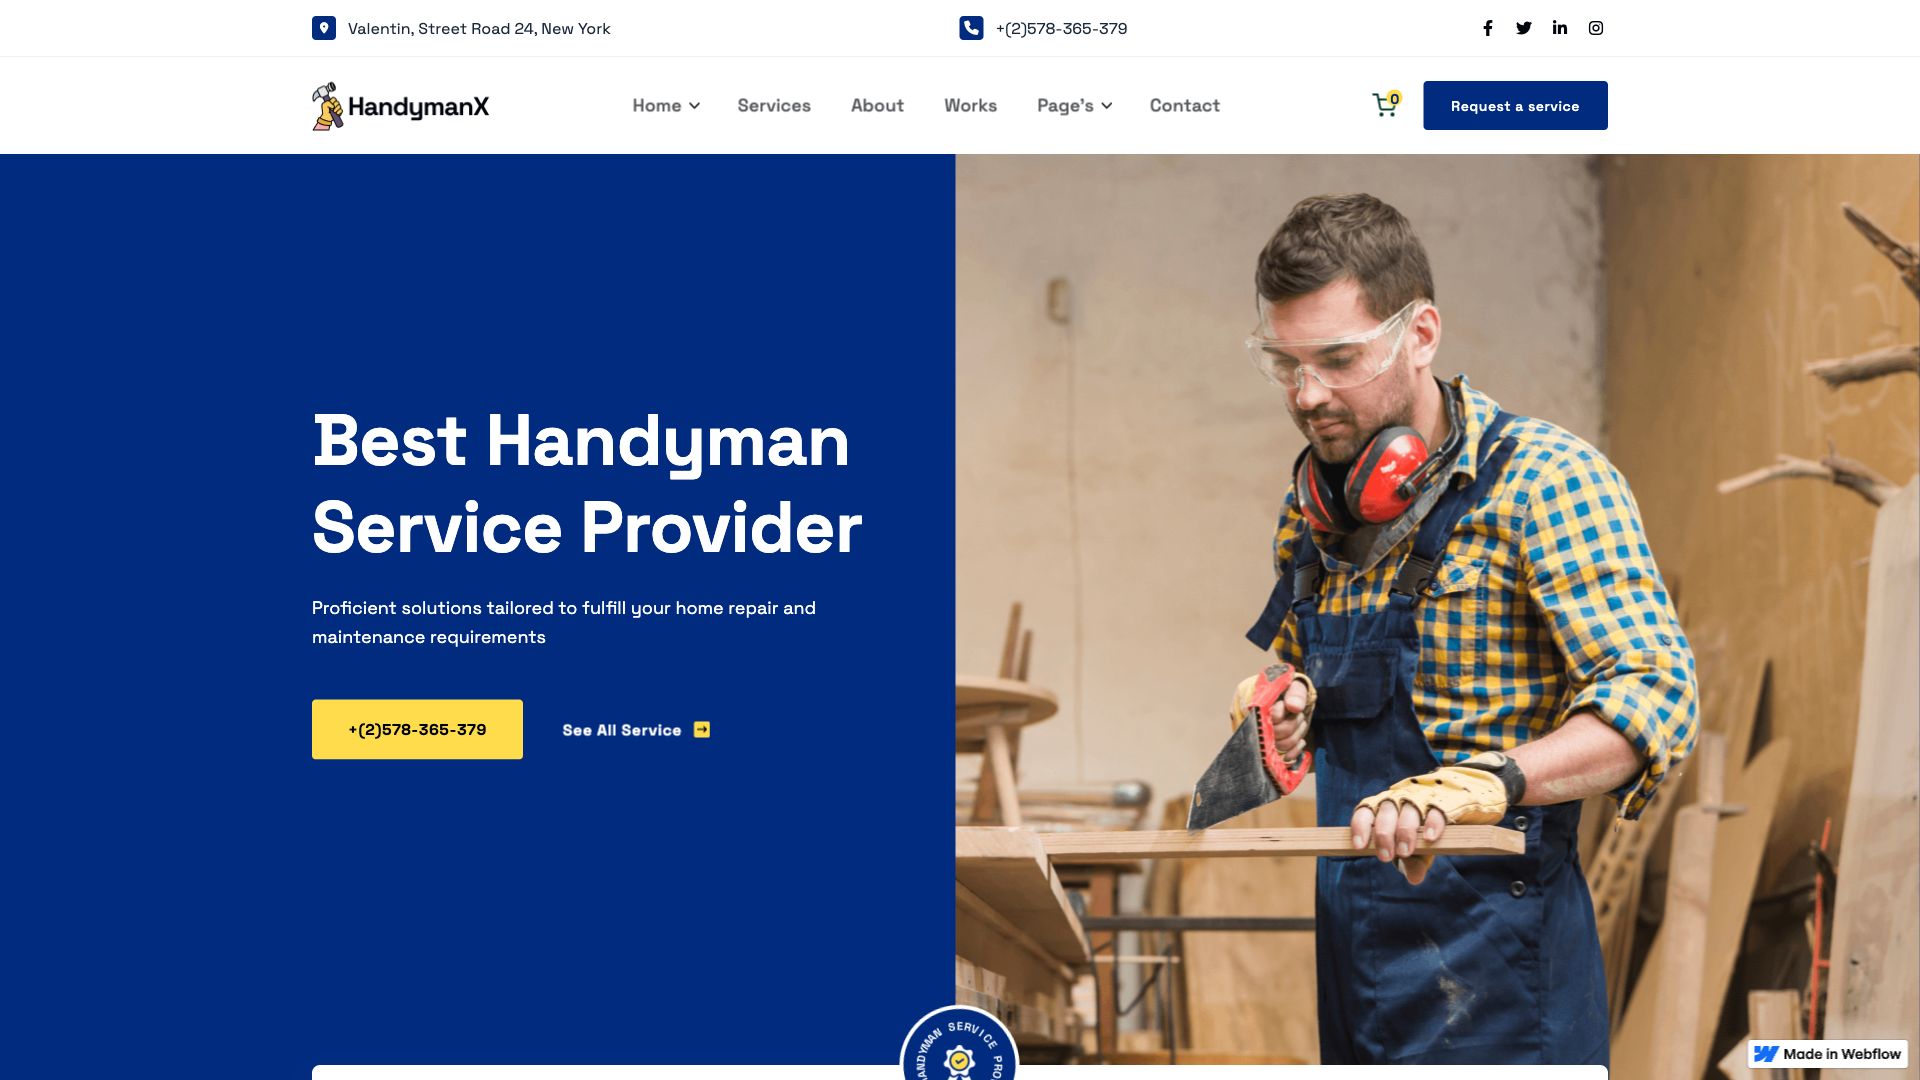 Valentin, Street Road 24, New York
+(2)578-365-379
HandymanX
Home
Services
About
Works
Page's
Contact
0
Request a service
Best Handyman
Service Provider
Proficient solutions tailored to fulfill your home repair and
maintenance requirements
+(2)578-365-379
See All Service
SERVICE
Made in Webflow